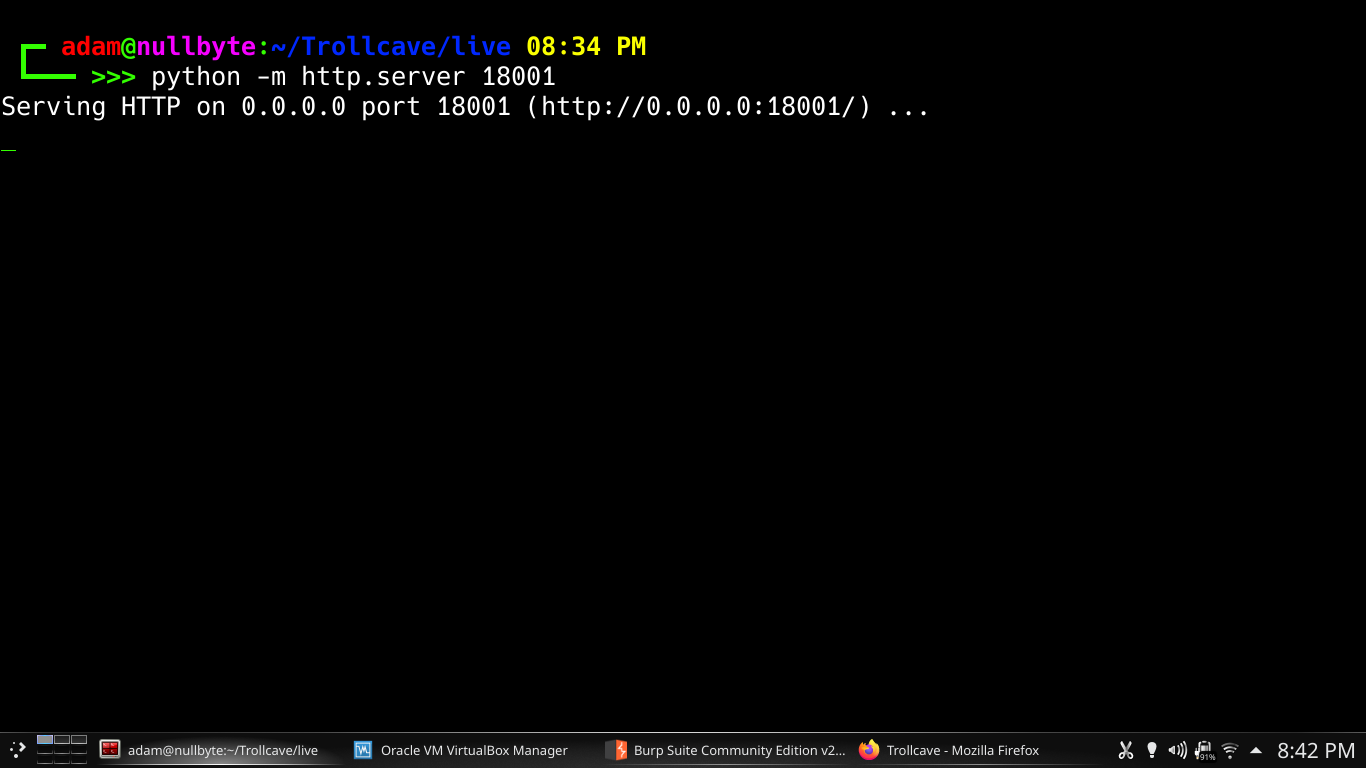 adam@nullbyte:~/Trollcave/live 08:34 PM
>>> python -m http.server 18001
Serving HTTP on 0.0.0.0 port 18001 (http://0.0.0.0:18001/) ...
_
adam@nullbyte:~/Trollcave/live Oracle VM VirtualBox Manager Burp Suite Community Edition v2... Trollcave - Mozilla Firefox 91% 8:42 PM